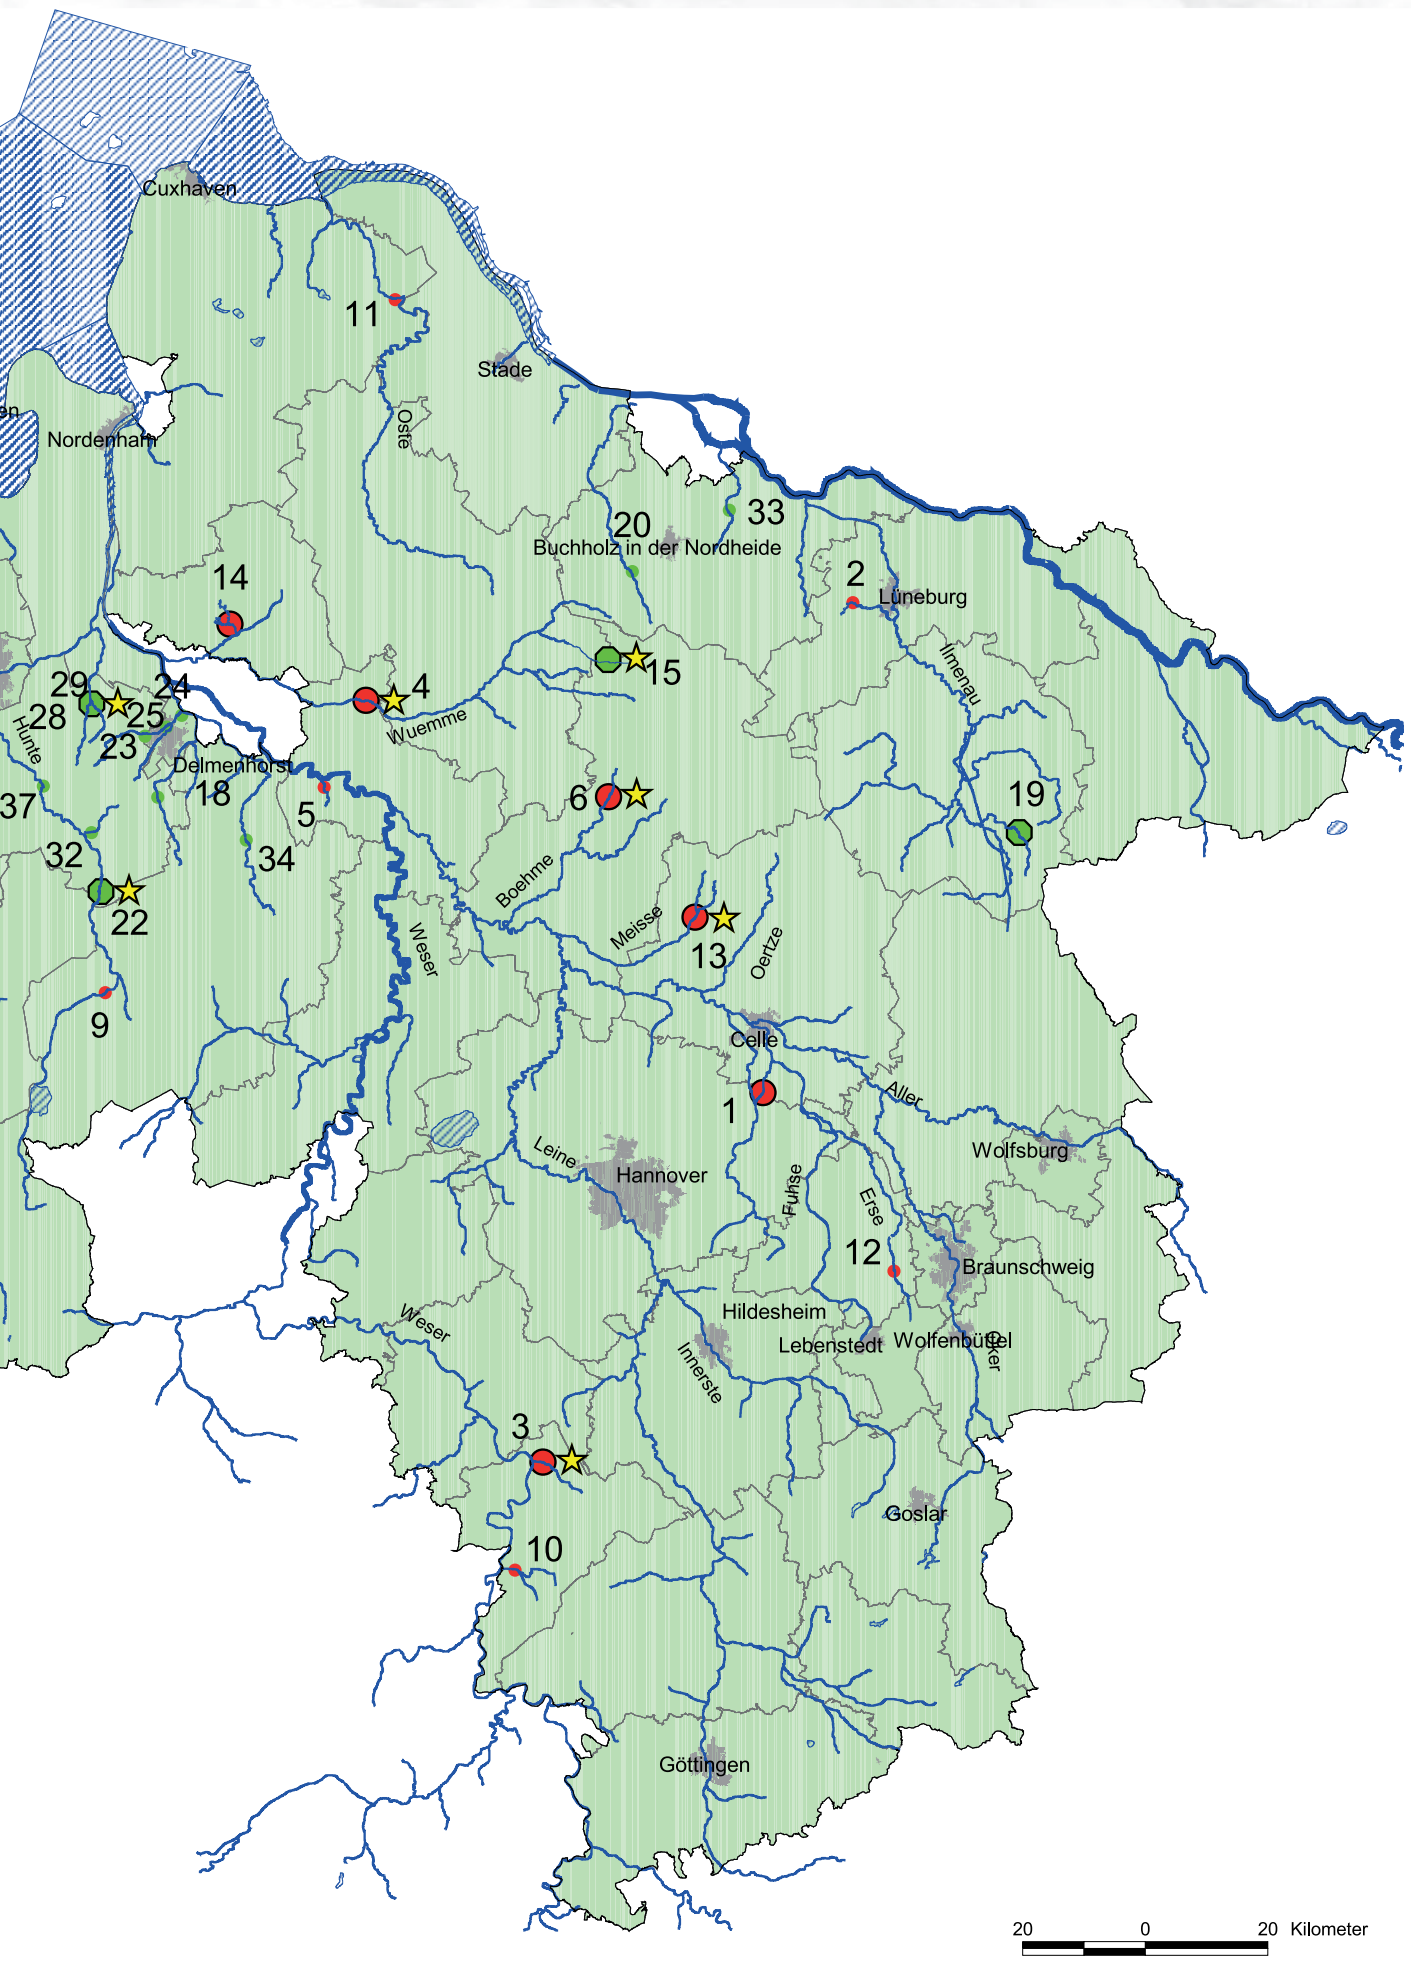 Cuxhaven
11
Stade
en
Oste
Nordenham
33
20
Buchholz in der Nordheide
14
2
Lüneburg
Ilmenau
15
29
24
4
28
25
Wuemme
Hunte
23
Delmenhorst
37
18
5
6
19
32
34
Boehme
22
Meisse
Weser
13
Oertze
9
Celle
1
Aller
Leine
Wolfsburg
Hannover
Fuhse
Erse
12
Braunschweig
Hildesheim
Weser
Lebenstedt
Wolfenbüttel
Oker
Innerste
3
Goslar
10
Göttingen
20 0 20 Kilometer